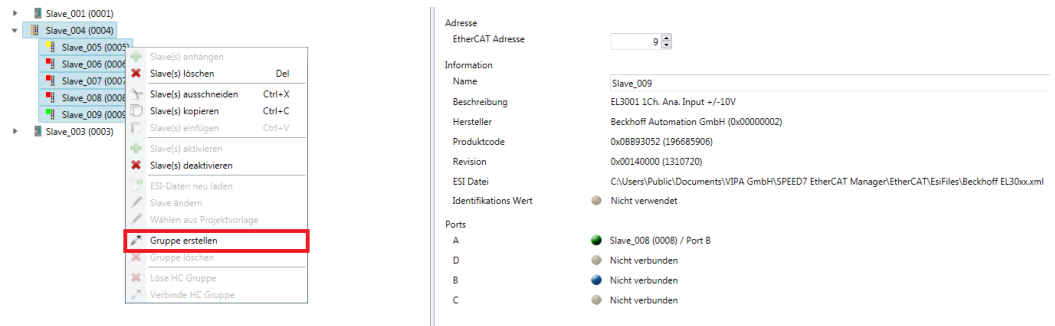 Slave_001 (0001)
Slave_004 (0004)
Slave_005 (0005)
Slave_006 (0006
Slave_007 (0007
Slave_008 (0008
Slave_009 (0009
Slave_003 (0003)
Slave(s) anhängen
Slave(s) löschen Del
Slave(s) ausschneiden Ctrl+X
Slave(s) kopieren Ctrl+C
Slave(s) einfügen Ctrl+V
Slave(s) aktivieren
Slave(s) deaktivieren
ESI-Daten neu laden
Slave ändern
Wählen aus Projektvorlage
Gruppe erstellen
Gruppe löschen
Löse HC Gruppe
Verbinde HC Gruppe
Adresse
EtherCAT Adresse 9
Information
Name Slave_009
Beschreibung EL3001 1Ch. Ana. Input +/-10V
Hersteller Beckhoff Automation GmbH (0x00000002)
Produktcode 0x0BB93052 (196685906)
Revision 0x00140000 (1310720)
ESI Datei C:\Users\Public\Documents\VIPA GmbH\SPEED7 EtherCAT Manager\EtherCAT\EsiFiles\Beckhoff EL30xx.xml
Identifikations Wert Nicht verwendet
Ports
A Slave_008 (0008) / Port B
D Nicht verbunden
B Nicht verbunden
C Nicht verbunden